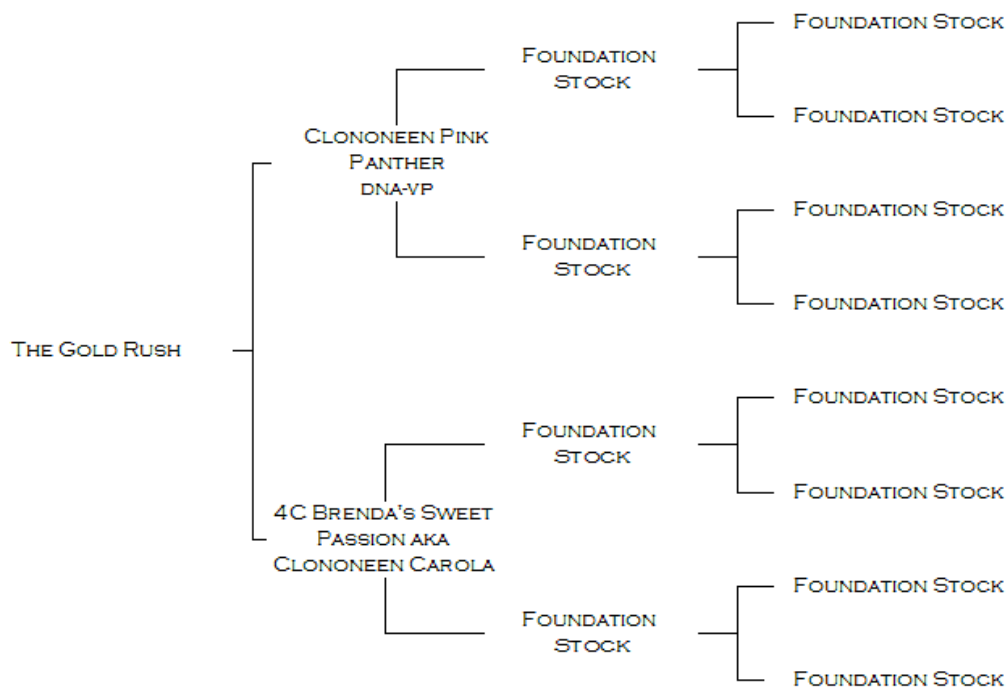 Foundation Stock
Foundation
Stock
Foundation Stock
Clononeen Pink
Panther
DNA-VP
Foundation Stock
Foundation
Stock
Foundation Stock
The Gold Rush
Foundation Stock
Foundation
Stock
Foundation Stock
4C Brenda's Sweet
Passion aka
Clononeen Carola
Foundation Stock
Foundation
Stock
Foundation Stock